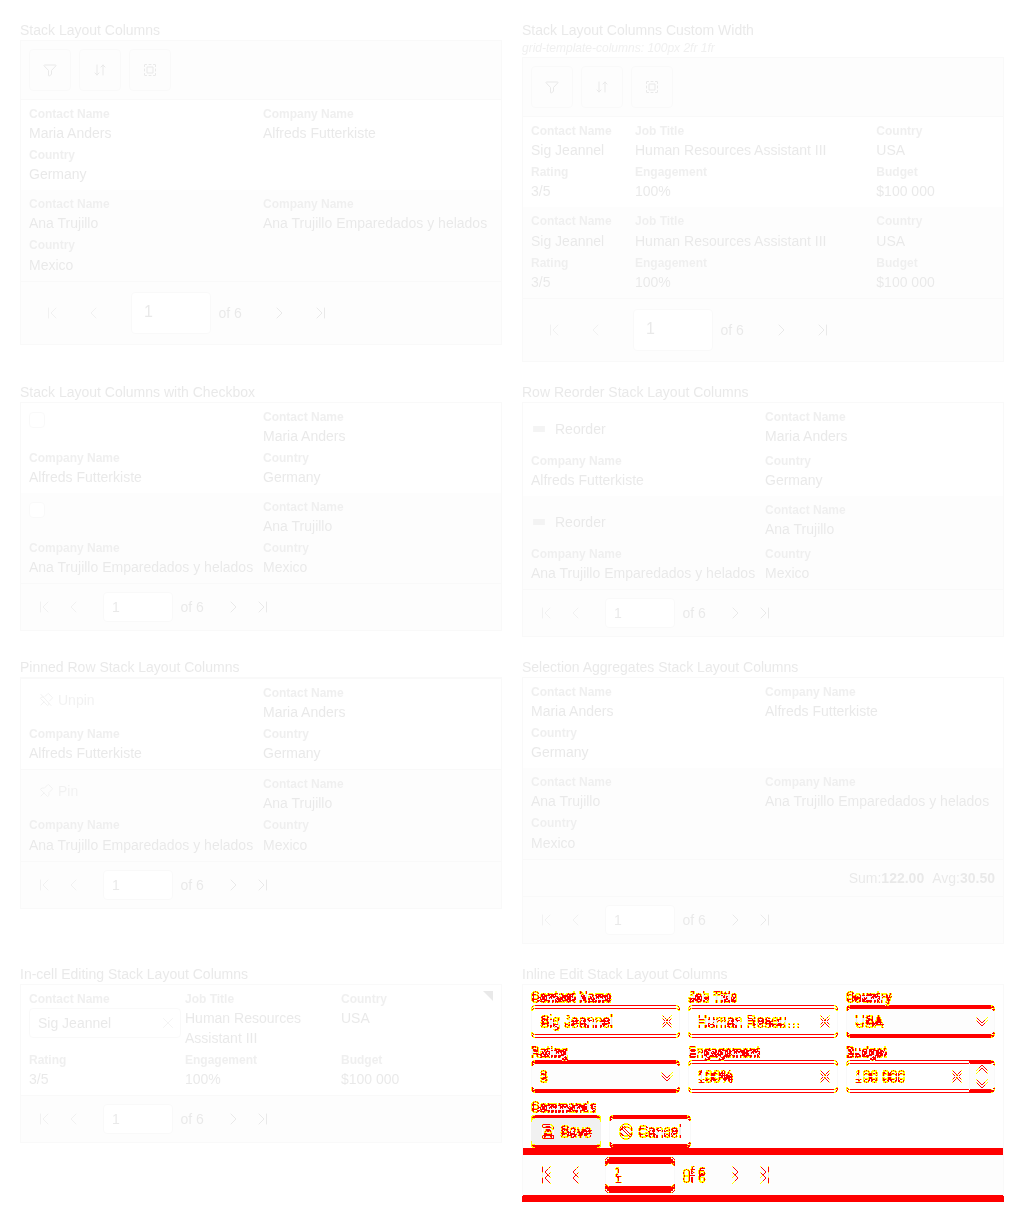 Stack Layout Columns
Contact Name Company Name
Maria Anders Alfreds Futterkiste
Country
Germany
Contact Name Company Name
Ana Trujillo Ana Trujillo Emparedados y helados
Country
Mexico
1 of 6
Stack Layout Columns Custom Width
grid-template-columns: 100px 2fr 1fr
Contact Name Job Title Country
Sig Jeannel Human Resources Assistant III USA
Rating Engagement Budget
3/5 100% $100 000
Contact Name Job Title Country
Sig Jeannel Human Resources Assistant III USA
Rating Engagement Budget
3/5 100% $100 000
1 of 6
Stack Layout Columns with Checkbox
Contact Name
Maria Anders
Company Name Country
Alfreds Futterkiste Germany
Contact Name
Ana Trujillo
Company Name Country
Ana Trujillo Emparedados y helados Mexico
1 of 6
Row Reorder Stack Layout Columns
Reorder Contact Name
Maria Anders
Company Name Country
Alfreds Futterkiste Germany
Reorder Contact Name
Ana Trujillo
Company Name Country
Ana Trujillo Emparedados y helados Mexico
1 of 6
Pinned Row Stack Layout Columns
Unpin Contact Name
Maria Anders
Company Name Country
Alfreds Futterkiste Germany
Pin Contact Name
Ana Trujillo
Company Name Country
Ana Trujillo Emparedados y helados Mexico
1 of 6
Selection Aggregates Stack Layout Columns
Contact Name Company Name
Maria Anders Alfreds Futterkiste
Country
Germany
Contact Name Company Name
Ana Trujillo Ana Trujillo Emparedados y helados
Country
Mexico
Sum:122.00 Avg:30.50
1 of 6
In-cell Editing Stack Layout Columns
Contact Name Job Title Country
Sig Jeannel Human Resources Assistant III USA
Rating Engagement Budget
3/5 100% $100 000
1 of 6
Inline Edit Stack Layout Columns
Contact Name Job Title Country
Sig Jeannel Human Resour... USA
Rating Engagement Budget
3 100% 100 000
Commands
Save Cancel
1 of 6